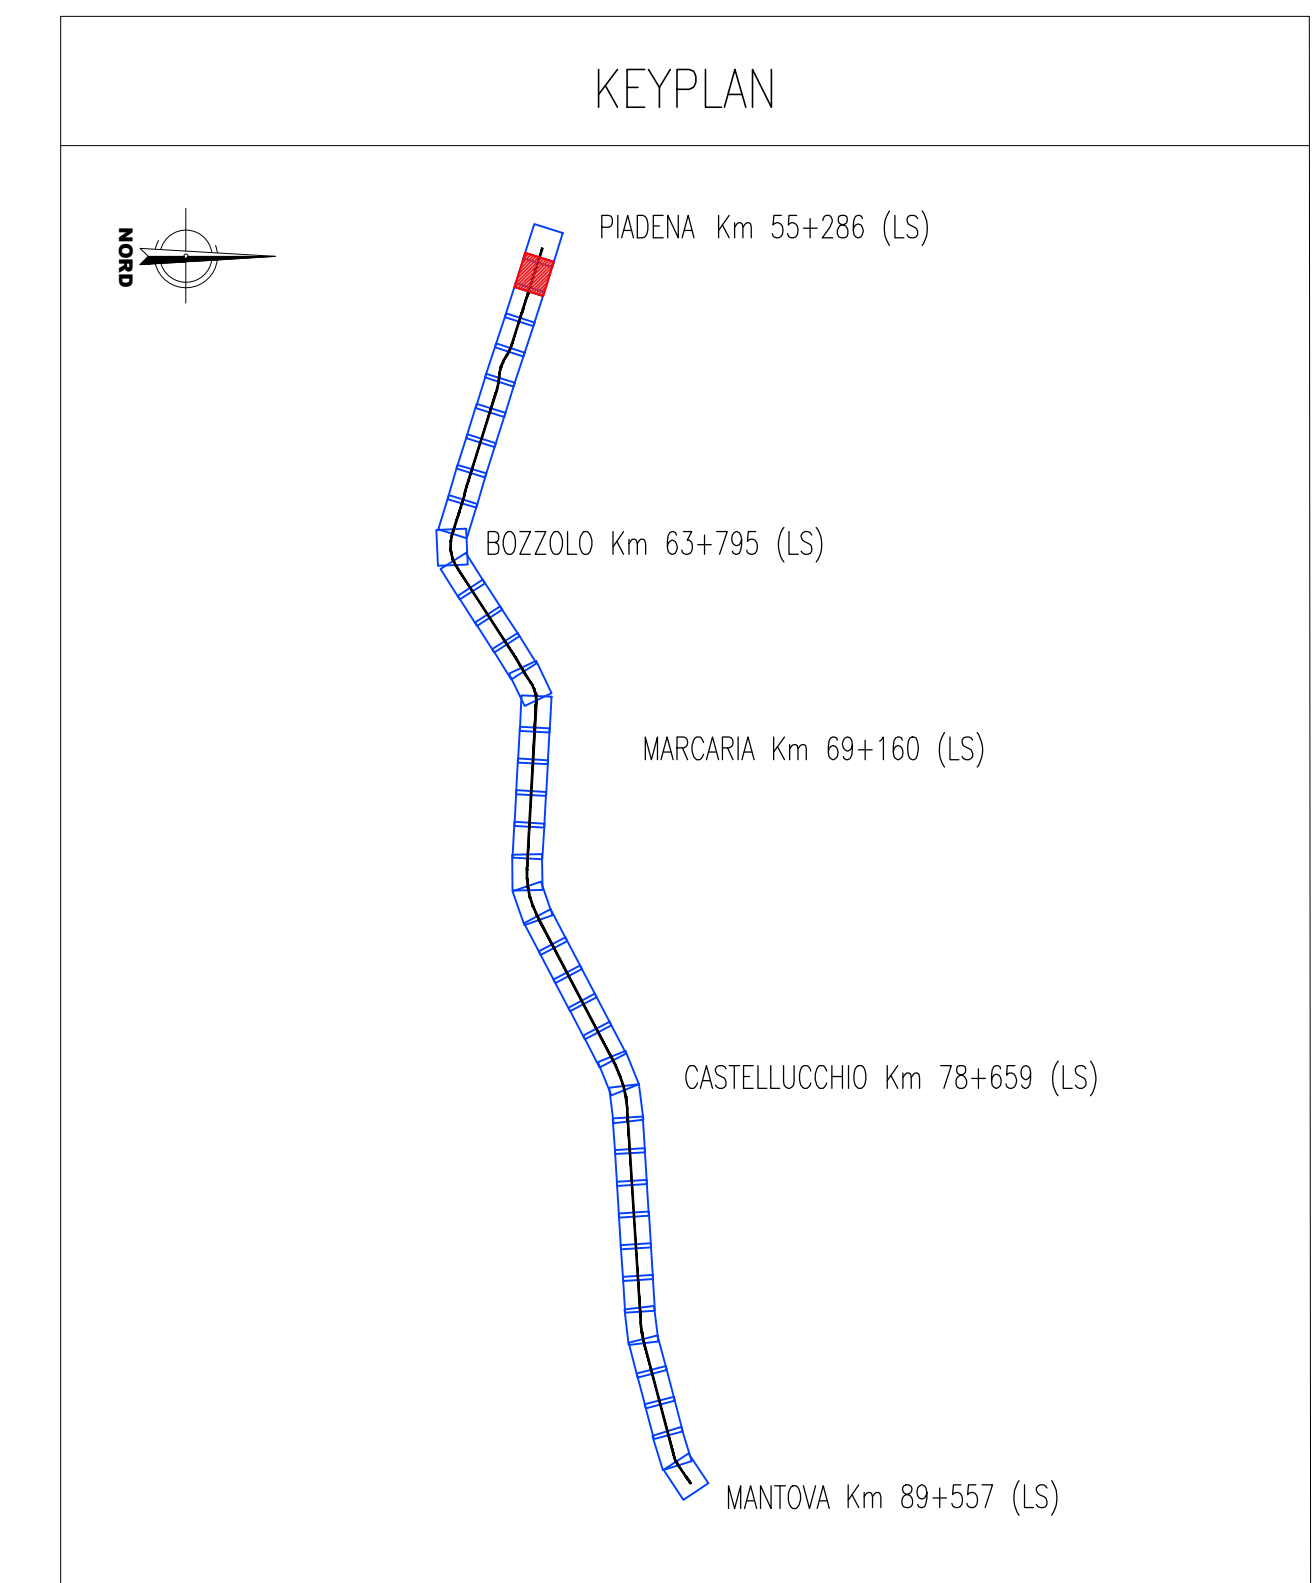 KEYPLAN
NORD
PIADENA Km 55+286 (LS)
BOZZOLO Km 63+795 (LS)
MARCARIA Km 69+160 (LS)
CASTELLUCCHIO Km 78+659 (LS)
MANTOVA Km 89+557 (LS)